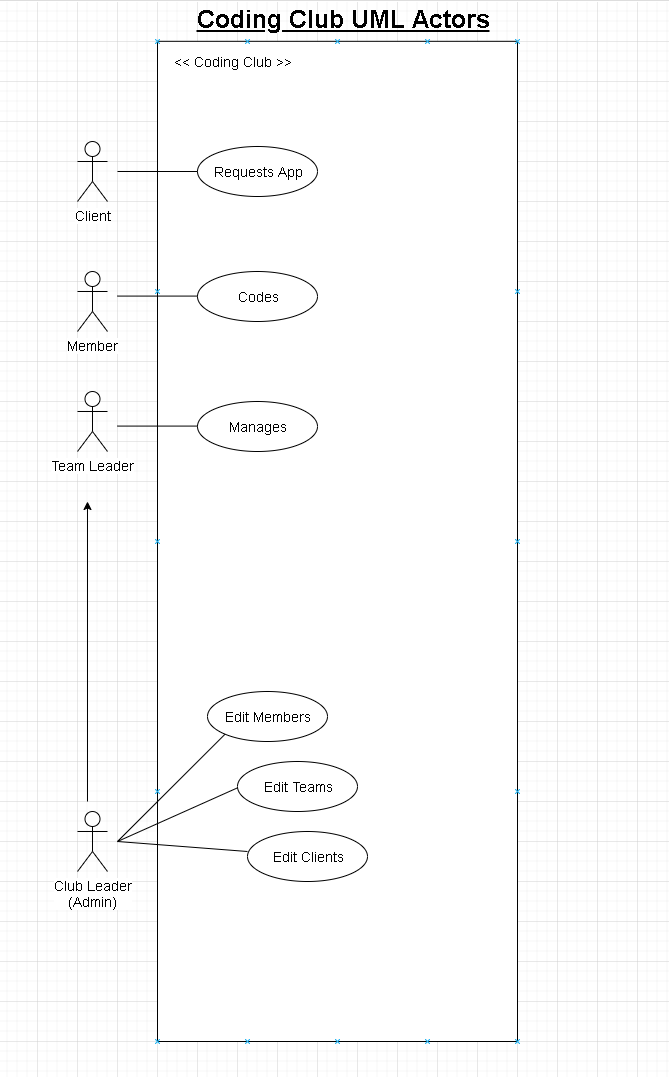 Coding Club UML Actors
<< Coding Club >>
Requests App
Client
Codes
Member
Manages
Team Leader
Edit Members
Edit Teams
Edit Clients
Club Leader
(Admin)